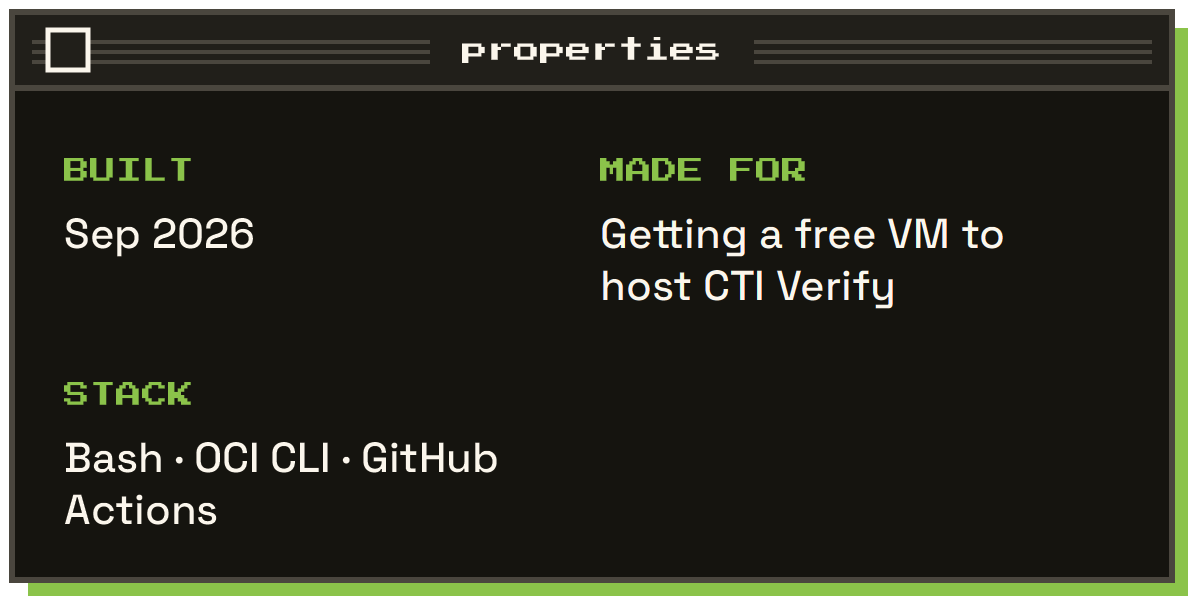 properties
BUILT
Sep 2026
MADE FOR
Getting a free VM to
host CTI Verify
STACK
Bash · OCI CLI · GitHub
Actions